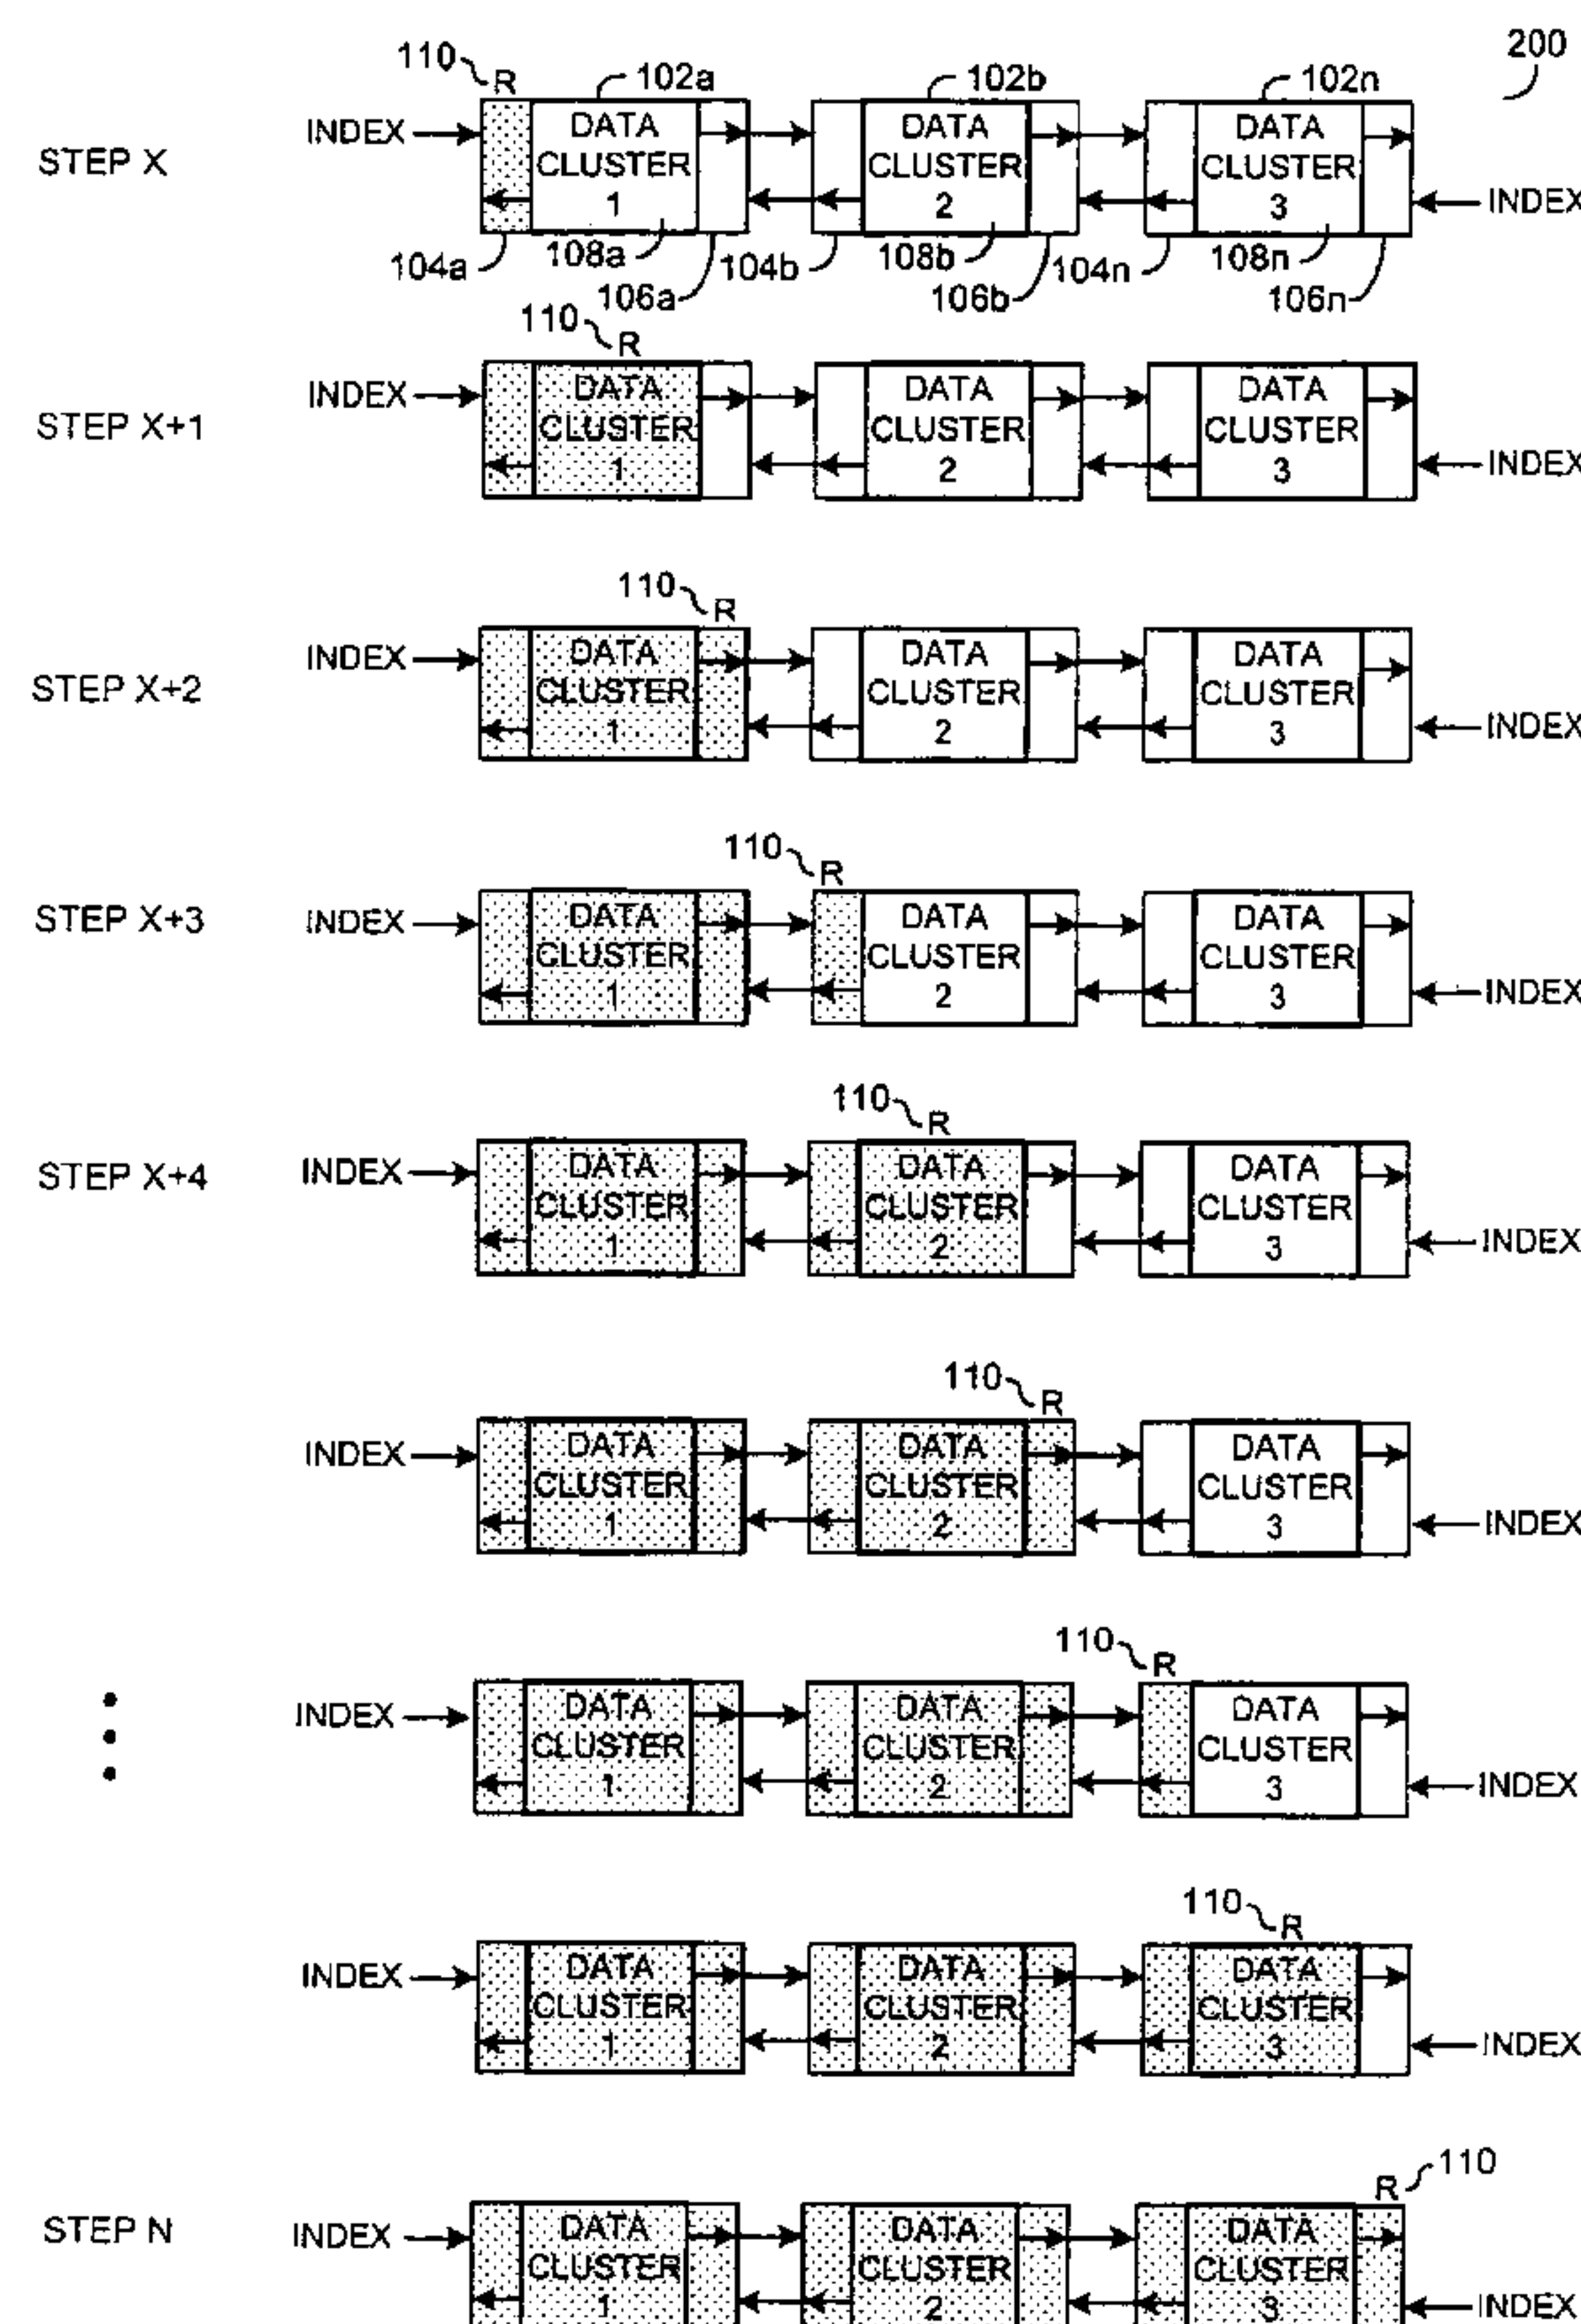 200
110 R 102a 102b 102n
STEP X INDEX DATA CLUSTER 1 DATA CLUSTER 2 DATA CLUSTER 3 INDEX
104a 108a 106a 104b 108b 106b 104n 108n 106n
110 R
STEP X+1 INDEX DATA CLUSTER 1 DATA CLUSTER 2 DATA CLUSTER 3 INDEX
110 R
STEP X+2 INDEX DATA CLUSTER 1 DATA CLUSTER 2 DATA CLUSTER 3 INDEX
110 R
STEP X+3 INDEX DATA CLUSTER 1 DATA CLUSTER 2 DATA CLUSTER 3 INDEX
110 R
STEP X+4 INDEX DATA CLUSTER 1 DATA CLUSTER 2 DATA CLUSTER 3 INDEX
110 R
INDEX DATA CLUSTER 1 DATA CLUSTER 2 DATA CLUSTER 3 INDEX
110 R
INDEX DATA CLUSTER 1 DATA CLUSTER 2 DATA CLUSTER 3 INDEX
110 R
INDEX DATA CLUSTER 1 DATA CLUSTER 2 DATA CLUSTER 3 INDEX
R 110
STEP N INDEX DATA CLUSTER 1 DATA CLUSTER 2 DATA CLUSTER 3 INDEX